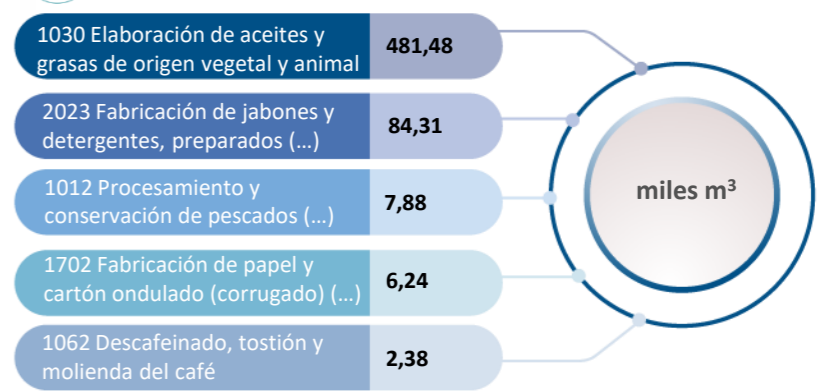 1030 Elaboración de aceites y
grasas de origen vegetal y animal
481,48
2023 Fabricación de jabones y
detergentes, preparados (...)
84,31
1012 Procesamiento y
conservación de pescados (...)
7,88
1702 Fabricación de papel y
cartón ondulado (corrugado) (...)
6,24
1062 Descafeinado, tostión y
molienda del café
2,38
miles m³